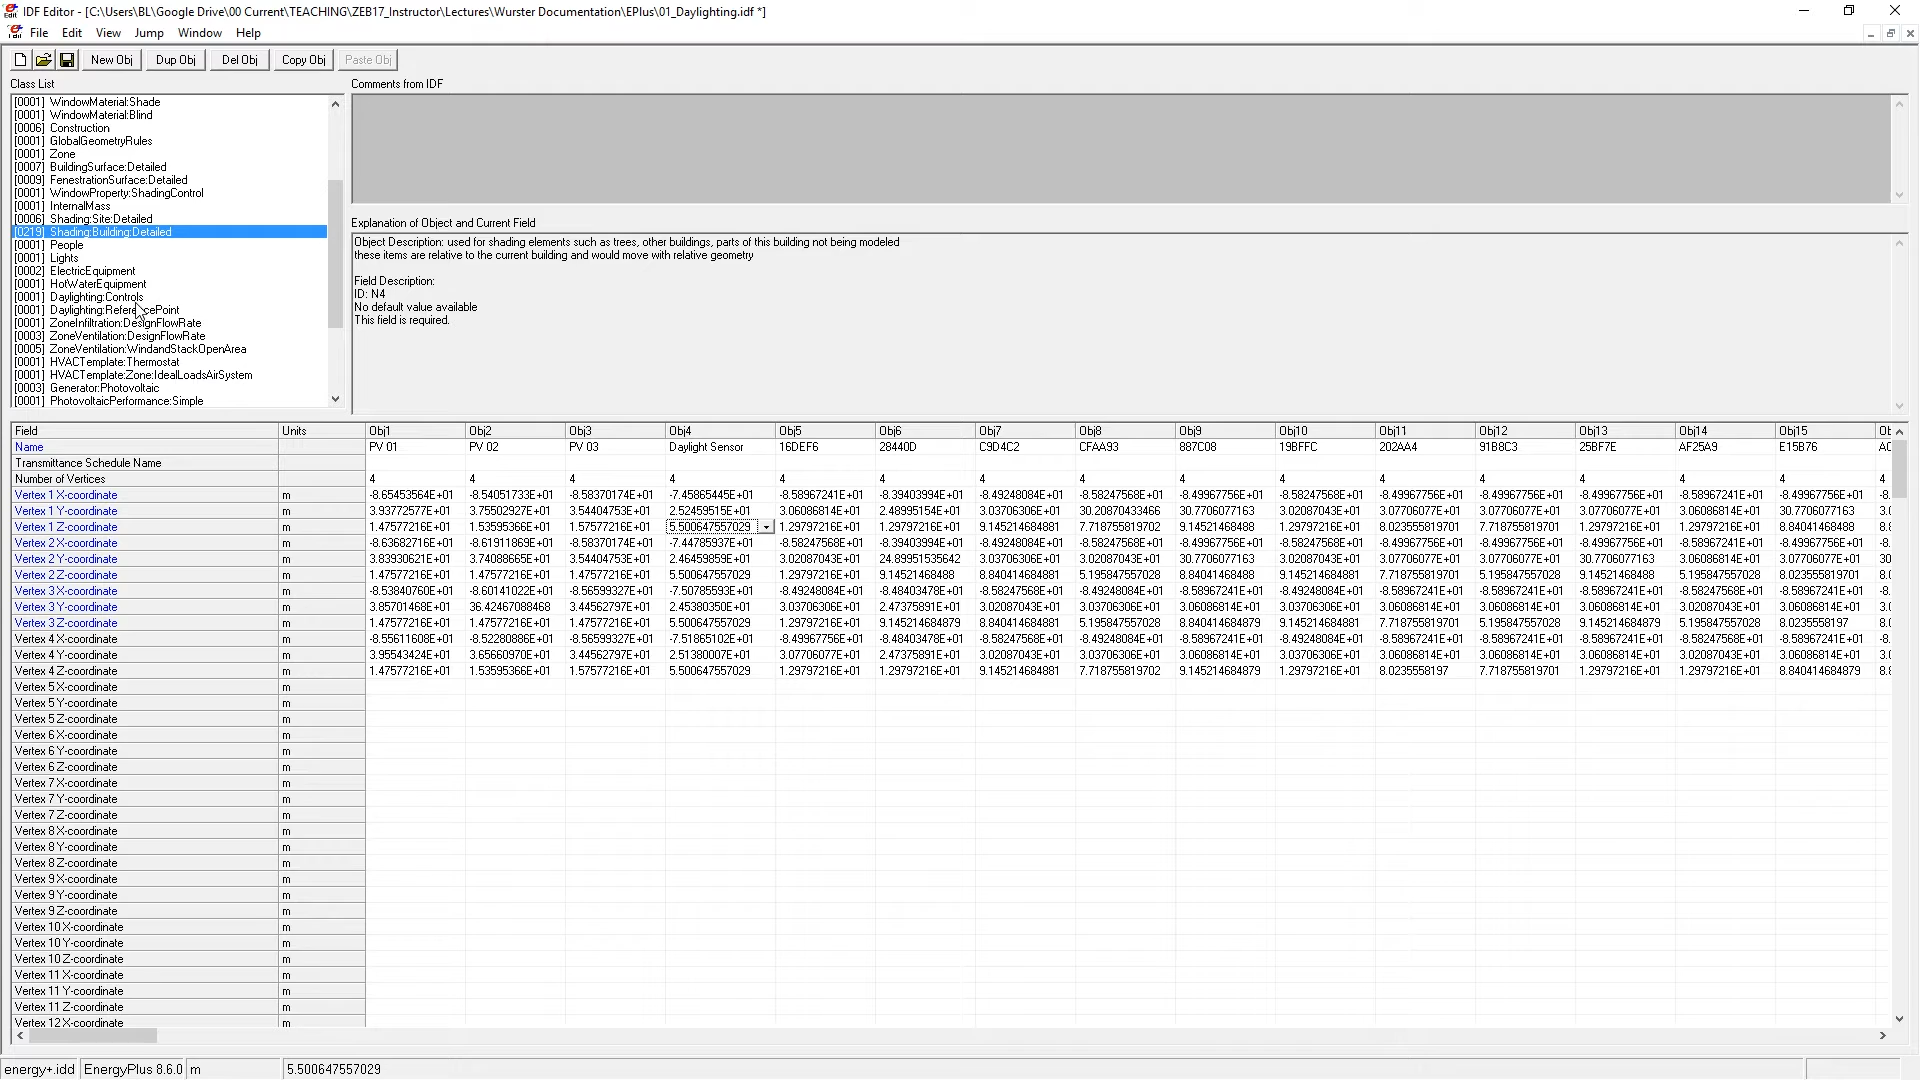 IDF Editor - [C:\Users\BL\Google Drive\00 Current\TEACHING\ZEB17_Instructor\Lectures\Wurster Documentation\EPlus\01_Daylighting.idf *]
File Edit View Jump Window Help
New Obj Dup Obj Del Obj Copy Obj Paste Obj
Class List
[0001] WindowMaterial:Shade
[0001] WindowMaterial:Blind
[0006] Construction
[0001] GlobalGeometryRules
[0001] Zone
[0007] BuildingSurface:Detailed
[0009] FenestrationSurface:Detailed
[0001] WindowProperty:ShadingControl
[0001] InternalMass
[0006] Shading:Site:Detailed
[0219] Shading:Building:Detailed
[0001] People
[0001] Lights
[0002] ElectricEquipment
[0001] HotWaterEquipment
[0001] Daylighting:Controls
[0001] Daylighting:ReferencePoint
[0001] ZoneInfiltration:DesignFlowRate
[0003] ZoneVentilation:DesignFlowRate
[0005] ZoneVentilation:WindandStackOpenArea
[0001] HVACTemplate:Thermostat
[0001] HVACTemplate:Zone:IdealLoadsAirSystem
[0003] Generator:Photovoltaic
[0001] PhotovoltaicPerformance:Simple
Comments from IDF
Explanation of Object and Current Field
Object Description: used for shading elements such as trees, other buildings, parts of this building not being modeled
these items are relative to the current building and would move with relative geometry
Field Description:
ID: N4
No default value available
This field is required.
Field Units Obj1 Obj2 Obj3 Obj4 Obj5 Obj6 Obj7 Obj8 Obj9 Obj10 Obj11 Obj12 Obj13 Obj14 Obj15 Ob
Name PV 01 PV 02 PV 03 Daylight Sensor 16DEF6 28440D C9D4C2 CFAA93 887C08 19BFFC 202AA4 91B8C3 25BF7E AF25A9 E15B76
Transmittance Schedule Name
Number of Vertices 4 4 4 4 4 4 4 4 4 4 4 4 4 4 4 4
Vertex 1 X-coordinate m -8.65453564E+01 -8.54051733E+01 -8.58370174E+01 -7.45865445E+01 -8.58967241E+01 -8.39403994E+01 -8.49248084E+01 -8.58247568E+01 -8.49967756E+01 -8.58247568E+01 -8.49967756E+01 -8.49967756E+01 -8.49967756E+01 -8.58967241E+01 -8.49967756E+01 -8.
Vertex 1 Y-coordinate m 3.93772577E+01 3.75502927E+01 3.54404753E+01 2.52459515E+01 3.06086814E+01 2.48995154E+01 3.03706306E+01 30.20870433466 30.7706077163 3.02087043E+01 3.07706077E+01 3.07706077E+01 3.07706077E+01 3.06086814E+01 30.7706077163 3.0
Vertex 1 Z-coordinate m 1.47577216E+01 1.53595366E+01 1.57577216E+01 5.500647557029 1.29797216E+01 1.29797216E+01 9.145214684881 7.718755819702 9.14521468488 1.29797216E+01 8.023555819701 7.718755819701 1.29797216E+01 1.29797216E+01 8.84041468488 8.8
Vertex 2 X-coordinate m -8.63682716E+01 -8.61911869E+01 -8.58370174E+01 -7.44785937E+01 -8.58247568E+01 -8.39403994E+01 -8.49248084E+01 -8.58247568E+01 -8.49967756E+01 -8.58247568E+01 -8.49967756E+01 -8.49967756E+01 -8.49967756E+01 -8.58967241E+01 -8.49967756E+01 -8.
Vertex 2 Y-coordinate m 3.83930621E+01 3.74088665E+01 3.54404753E+01 2.46459859E+01 3.02087043E+01 24.89951535642 3.03706306E+01 3.02087043E+01 30.7706077163 3.02087043E+01 3.07706077E+01 3.07706077E+01 30.7706077163 3.06086814E+01 3.07706077E+01 30
Vertex 2 Z-coordinate m 1.47577216E+01 1.47577216E+01 1.47577216E+01 5.500647557029 1.29797216E+01 9.14521468488 8.840414684881 5.195847557028 8.84041468488 9.145214684881 7.718755819701 5.195847557028 9.14521468488 5.195847557028 8.023555819701 8.0
Vertex 3 X-coordinate m -8.53840760E+01 -8.60141022E+01 -8.56599327E+01 -7.50785593E+01 -8.49248084E+01 -8.48403478E+01 -8.58247568E+01 -8.49248084E+01 -8.58967241E+01 -8.49248084E+01 -8.58967241E+01 -8.58967241E+01 -8.58967241E+01 -8.49248084E+01 -8.58967241E+01 -8.
Vertex 3 Y-coordinate m 3.85701468E+01 36.42467088468 3.44562797E+01 2.45380350E+01 3.03706306E+01 2.47375891E+01 3.02087043E+01 3.03706306E+01 3.06086814E+01 3.03706306E+01 3.06086814E+01 3.06086814E+01 3.06086814E+01 3.02087043E+01 3.06086814E+01 3.0
Vertex 3 Z-coordinate m 1.47577216E+01 1.47577216E+01 1.47577216E+01 5.500647557029 1.29797216E+01 9.145214684879 8.840414684881 5.195847557028 8.840414684879 9.145214684881 7.718755819701 5.195847557028 9.145214684879 5.195847557028 8.0235558197 8.0
Vertex 4 X-coordinate m -8.55611608E+01 -8.52280886E+01 -8.56599327E+01 -7.51865102E+01 -8.49967756E+01 -8.48403478E+01 -8.58247568E+01 -8.49248084E+01 -8.58967241E+01 -8.49248084E+01 -8.58967241E+01 -8.58967241E+01 -8.58967241E+01 -8.49248084E+01 -8.58967241E+01 -8.
Vertex 4 Y-coordinate m 3.95543424E+01 3.65660970E+01 3.44562797E+01 2.51380007E+01 3.07706077E+01 2.47375891E+01 3.02087043E+01 3.03706306E+01 3.06086814E+01 3.03706306E+01 3.06086814E+01 3.06086814E+01 3.06086814E+01 3.02087043E+01 3.06086814E+01 3.0
Vertex 4 Z-coordinate m 1.47577216E+01 1.53595366E+01 1.57577216E+01 5.500647557029 1.29797216E+01 1.29797216E+01 9.145214684881 7.718755819702 9.145214684879 1.29797216E+01 8.0235558197 7.718755819701 1.29797216E+01 1.29797216E+01 8.840414684879 8.8
Vertex 5 X-coordinate m
Vertex 5 Y-coordinate m
Vertex 5 Z-coordinate m
Vertex 6 X-coordinate m
Vertex 6 Y-coordinate m
Vertex 6 Z-coordinate m
Vertex 7 X-coordinate m
Vertex 7 Y-coordinate m
Vertex 7 Z-coordinate m
Vertex 8 X-coordinate m
Vertex 8 Y-coordinate m
Vertex 8 Z-coordinate m
Vertex 9 X-coordinate m
Vertex 9 Y-coordinate m
Vertex 9 Z-coordinate m
Vertex 10 X-coordinate m
Vertex 10 Y-coordinate m
Vertex 10 Z-coordinate m
Vertex 11 X-coordinate m
Vertex 11 Y-coordinate m
Vertex 11 Z-coordinate m
Vertex 12 X-coordinate m
energy+.idd EnergyPlus 8.6.0 m 5.500647557029